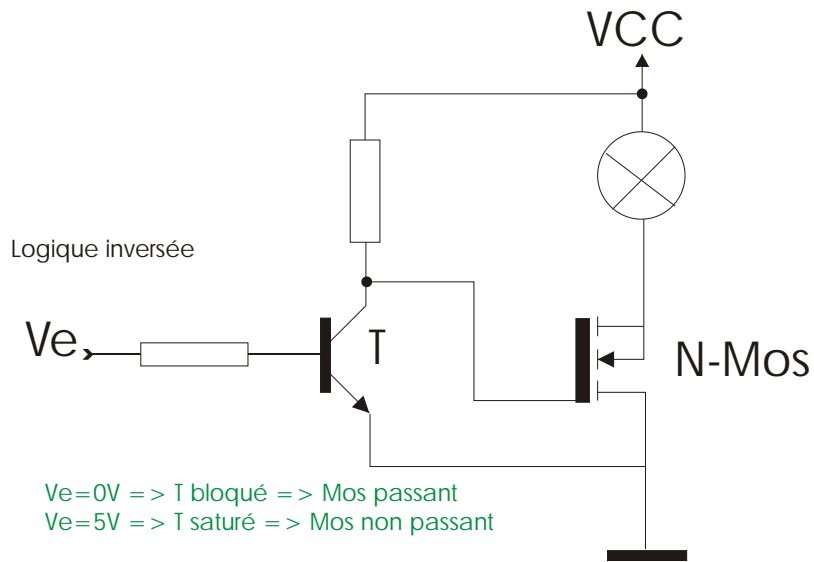 VCC
Logique inversée
Ve
T
N-Mos
Ve=0V => T bloqué => Mos passant
Ve=5V => T saturé => Mos non passant